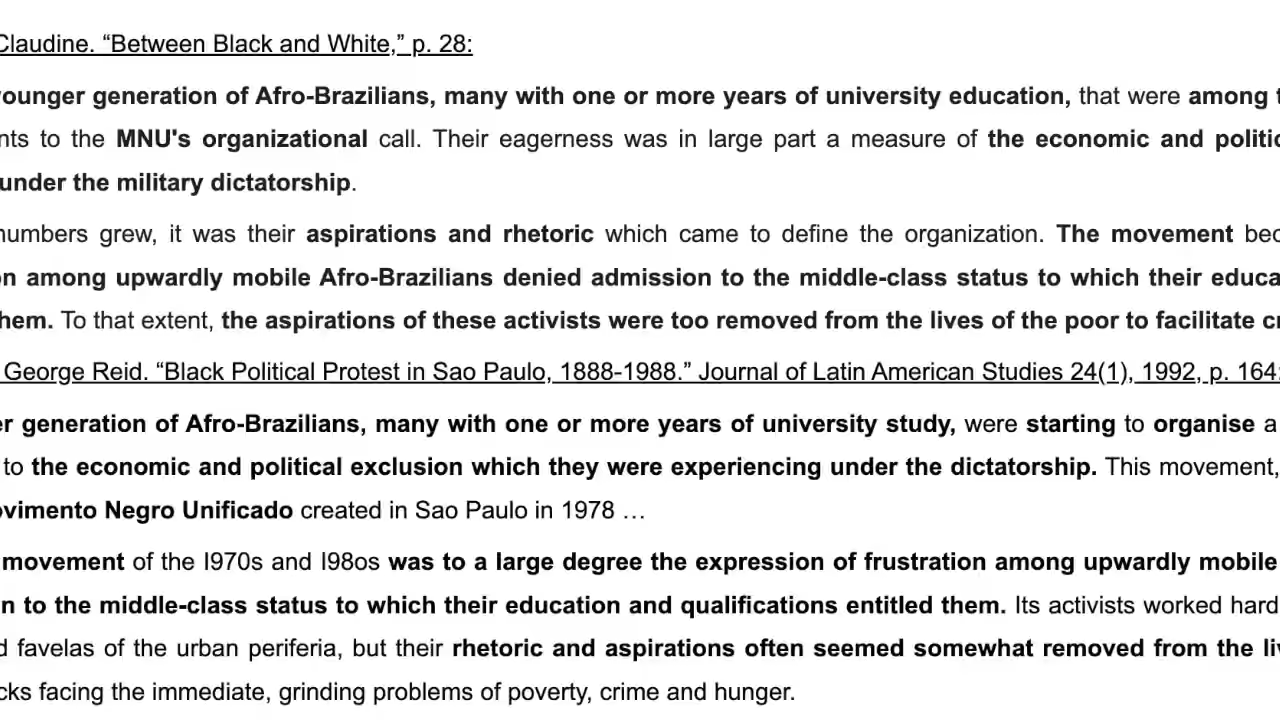 Claudine. “Between Black and White,” p. 28:
younger generation of Afro-Brazilians, many with one or more years of university education, that were among
nts to the MNU's organizational call. Their eagerness was in large part a measure of the economic and politic
under the military dictatorship.
numbers grew, it was their aspirations and rhetoric which came to define the organization. The movement bec
on among upwardly mobile Afro-Brazilians denied admission to the middle-class status to which their educa
hem. To that extent, the aspirations of these activists were too removed from the lives of the poor to facilitate cr
George Reid. “Black Political Protest in Sao Paulo, 1888-1988.” Journal of Latin American Studies 24(1), 1992, p. 164:
er generation of Afro-Brazilians, many with one or more years of university study, were starting to organise a
to the economic and political exclusion which they were experiencing under the dictatorship. This movement,
ovimento Negro Unificado created in Sao Paulo in 1978 …
movement of the I970s and I98os was to a large degree the expression of frustration among upwardly mobile
n to the middle-class status to which their education and qualifications entitled them. Its activists worked hard
d favelas of the urban periferia, but their rhetoric and aspirations often seemed somewhat removed from the liv
cks facing the immediate, grinding problems of poverty, crime and hunger.